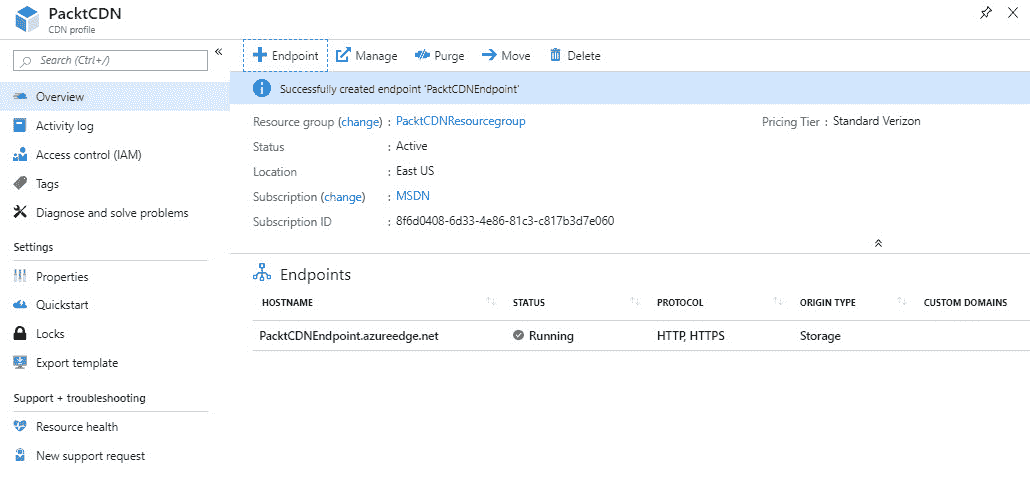 PacktCDN
CDN profile
Search (Ctrl+/)
«
Overview
Activity log
Access control (IAM)
Tags
Diagnose and solve problems
Settings
Properties
Quickstart
Locks
Export template
Support + troubleshooting
Resource health
New support request
Endpoint Manage Purge Move Delete
Successfully created endpoint 'PacktCDNEndpoint'
Resource group (change) : PacktCDNResourcegroup Pricing Tier : Standard Verizon
Status : Active
Location : East US
Subscription (change) : MSDN
Subscription ID : 8f6d0408-6d33-4e86-81c3-c817b3d7e060
Endpoints
HOSTNAME STATUS PROTOCOL ORIGIN TYPE CUSTOM DOMAINS
PacktCDNEndpoint.azureedge.net Running HTTP, HTTPS Storage